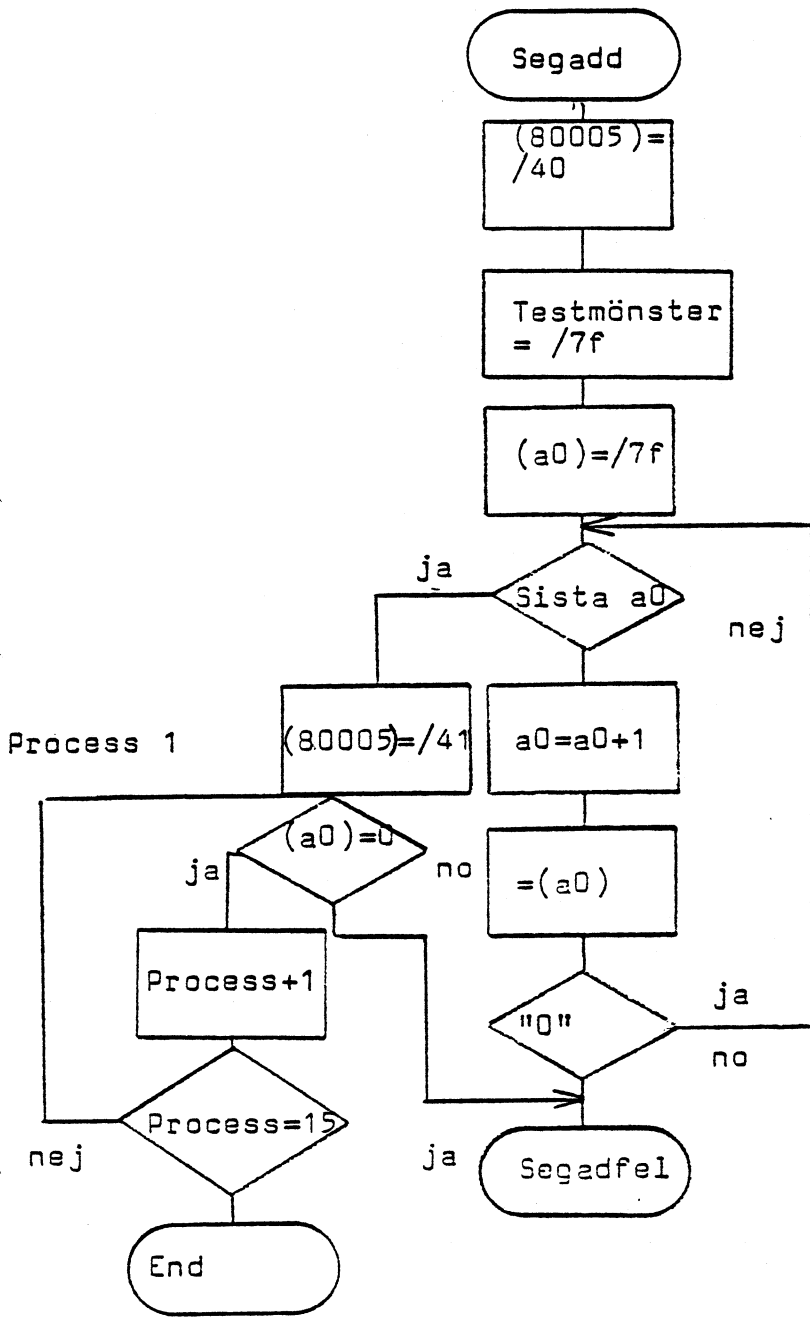 Segadd
(80005)=
/40
Testmönster
= /7f
(a0)=/7f
ja
Sista a0
nej
Process 1
(80005)=/41
a0=a0+1
(a0)=0
ja
no
=(a0)
Process+1
"0"
ja
no
Process=15
nej
ja
Segadfel
End